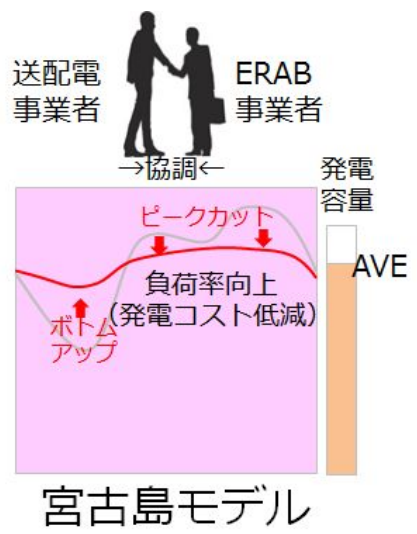 送配電
事業者
ERAB
事業者
→協調←
発電
容量
ピークカット
AVE
負荷率向上
(発電コスト低減)
ボトム
アップ
宮古島モデル